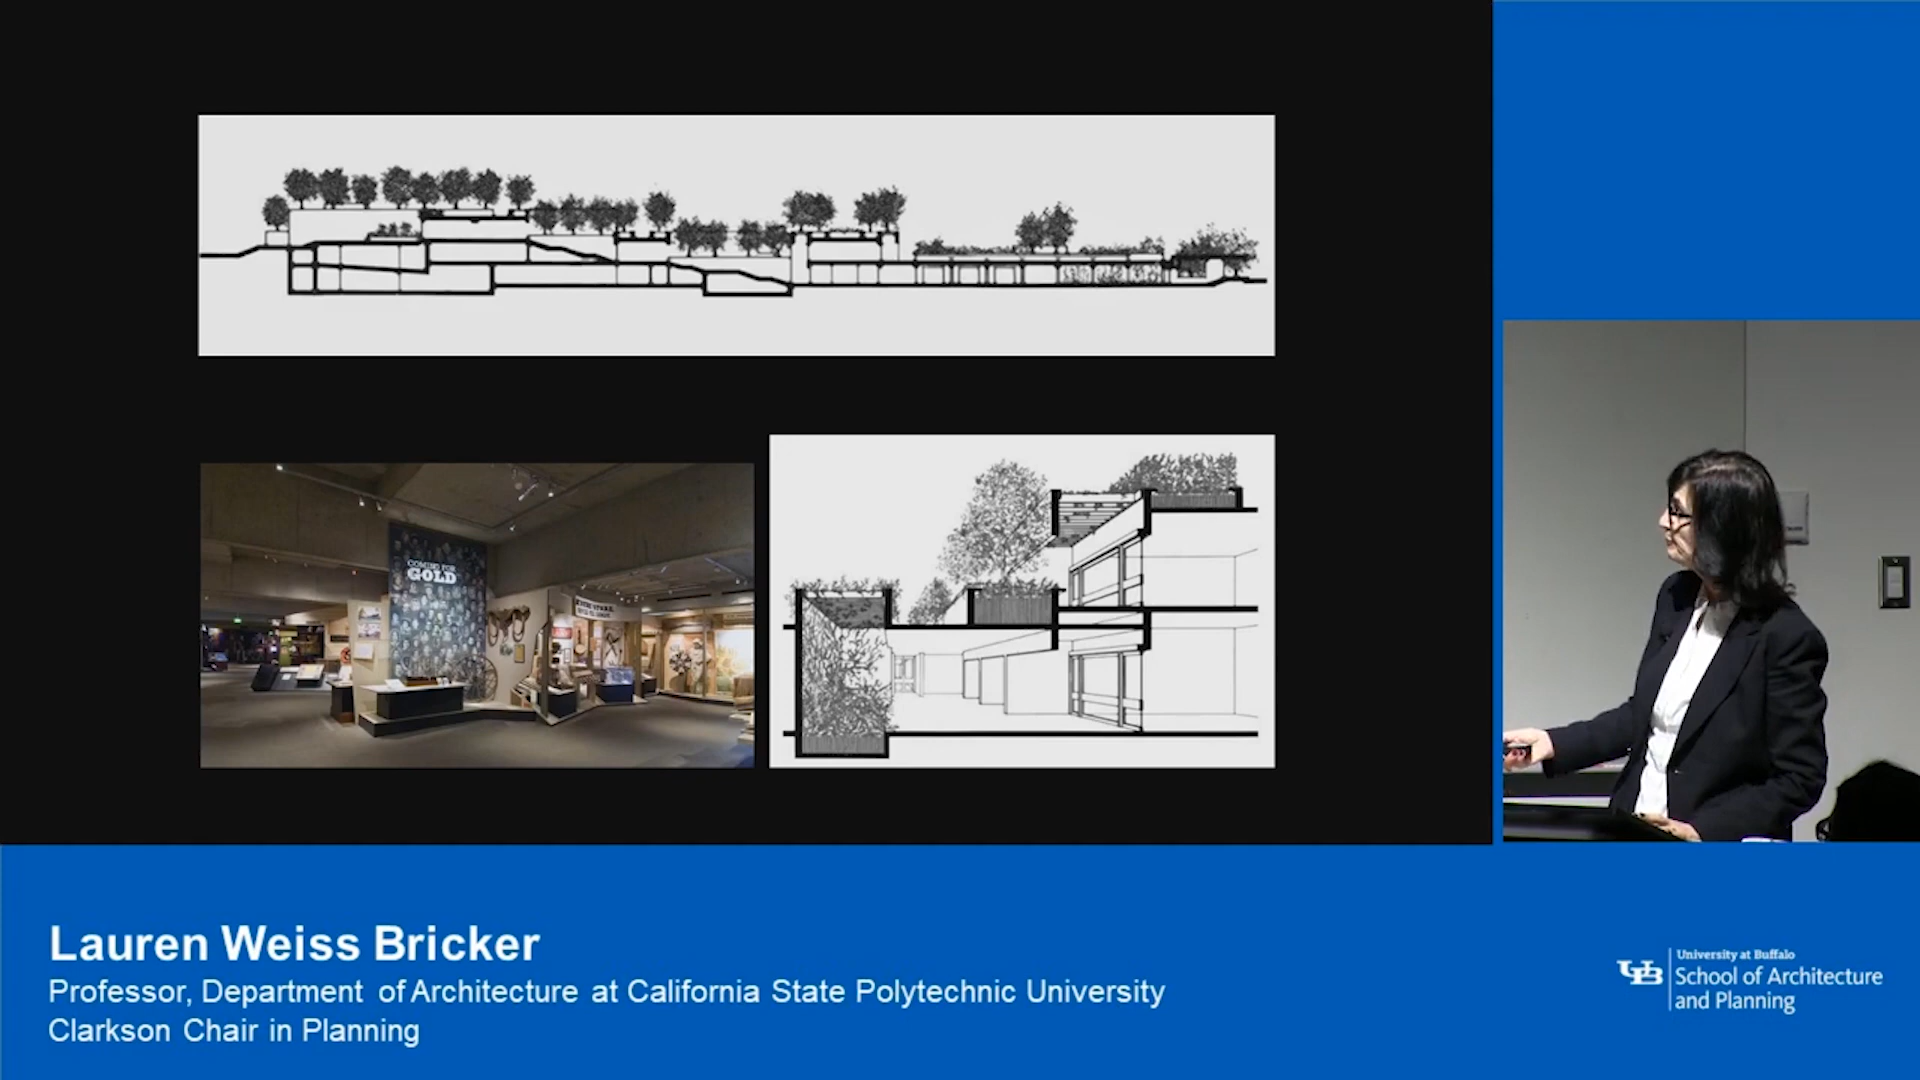 COMING FOR
GOLD
Lauren Weiss Bricker
Professor, Department of Architecture at California State Polytechnic University
Clarkson Chair in Planning
UB
University at Buffalo
School of Architecture
and Planning